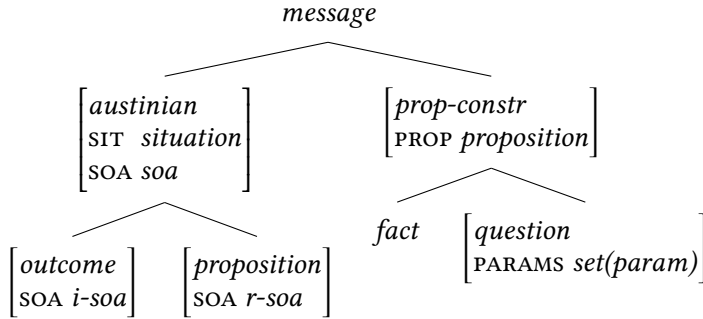 message
austinian
SIT situation
SOA soa
prop-constr
PROP proposition
outcome
SOA i-soa
proposition
SOA r-soa
fact
question
PARAMS set(param)